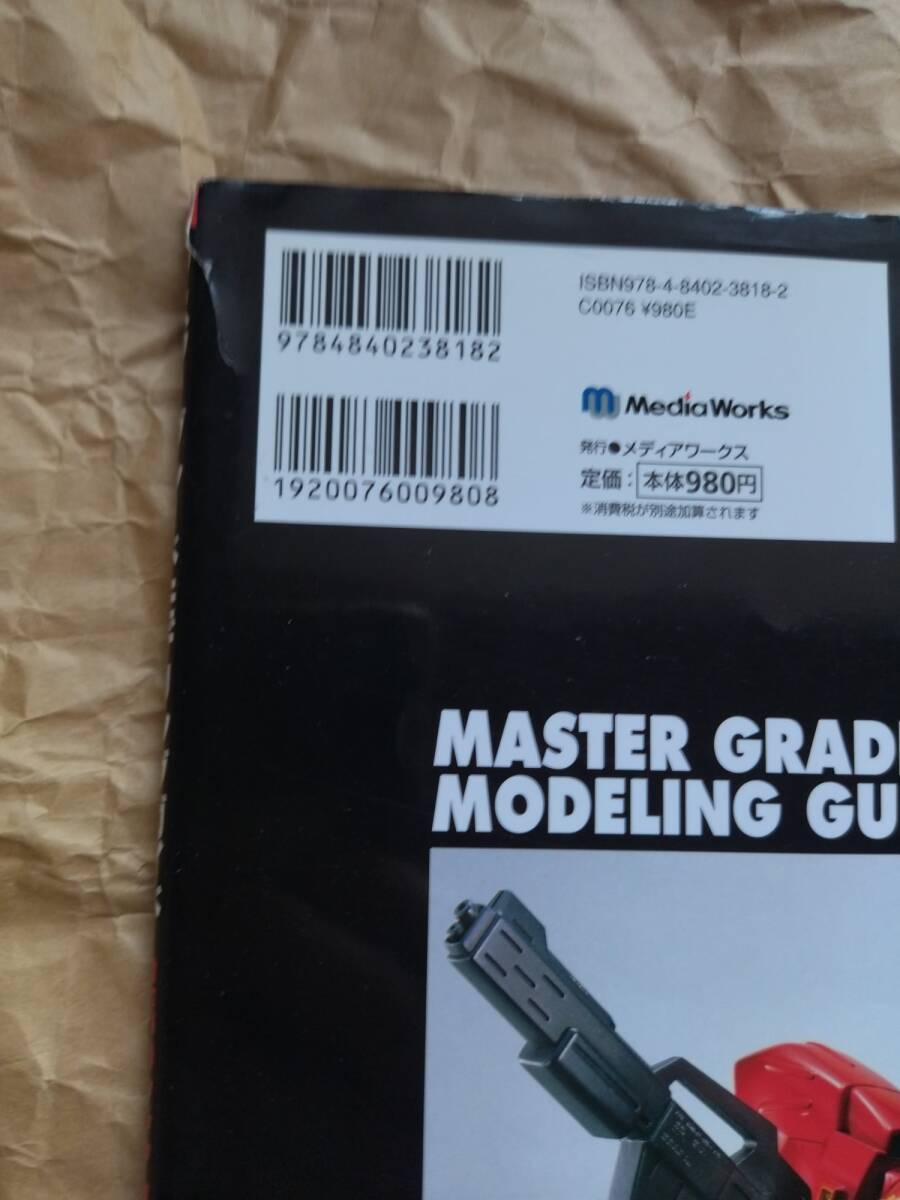 9784840238182
1920076009808
ISBN978-4-8402-3818-2
C0076 ¥980E
m MediaWorks
発行●メディアワークス
定価：本体980円
※消費税が別途加算されます
MASTER GRADE
MODELING GU